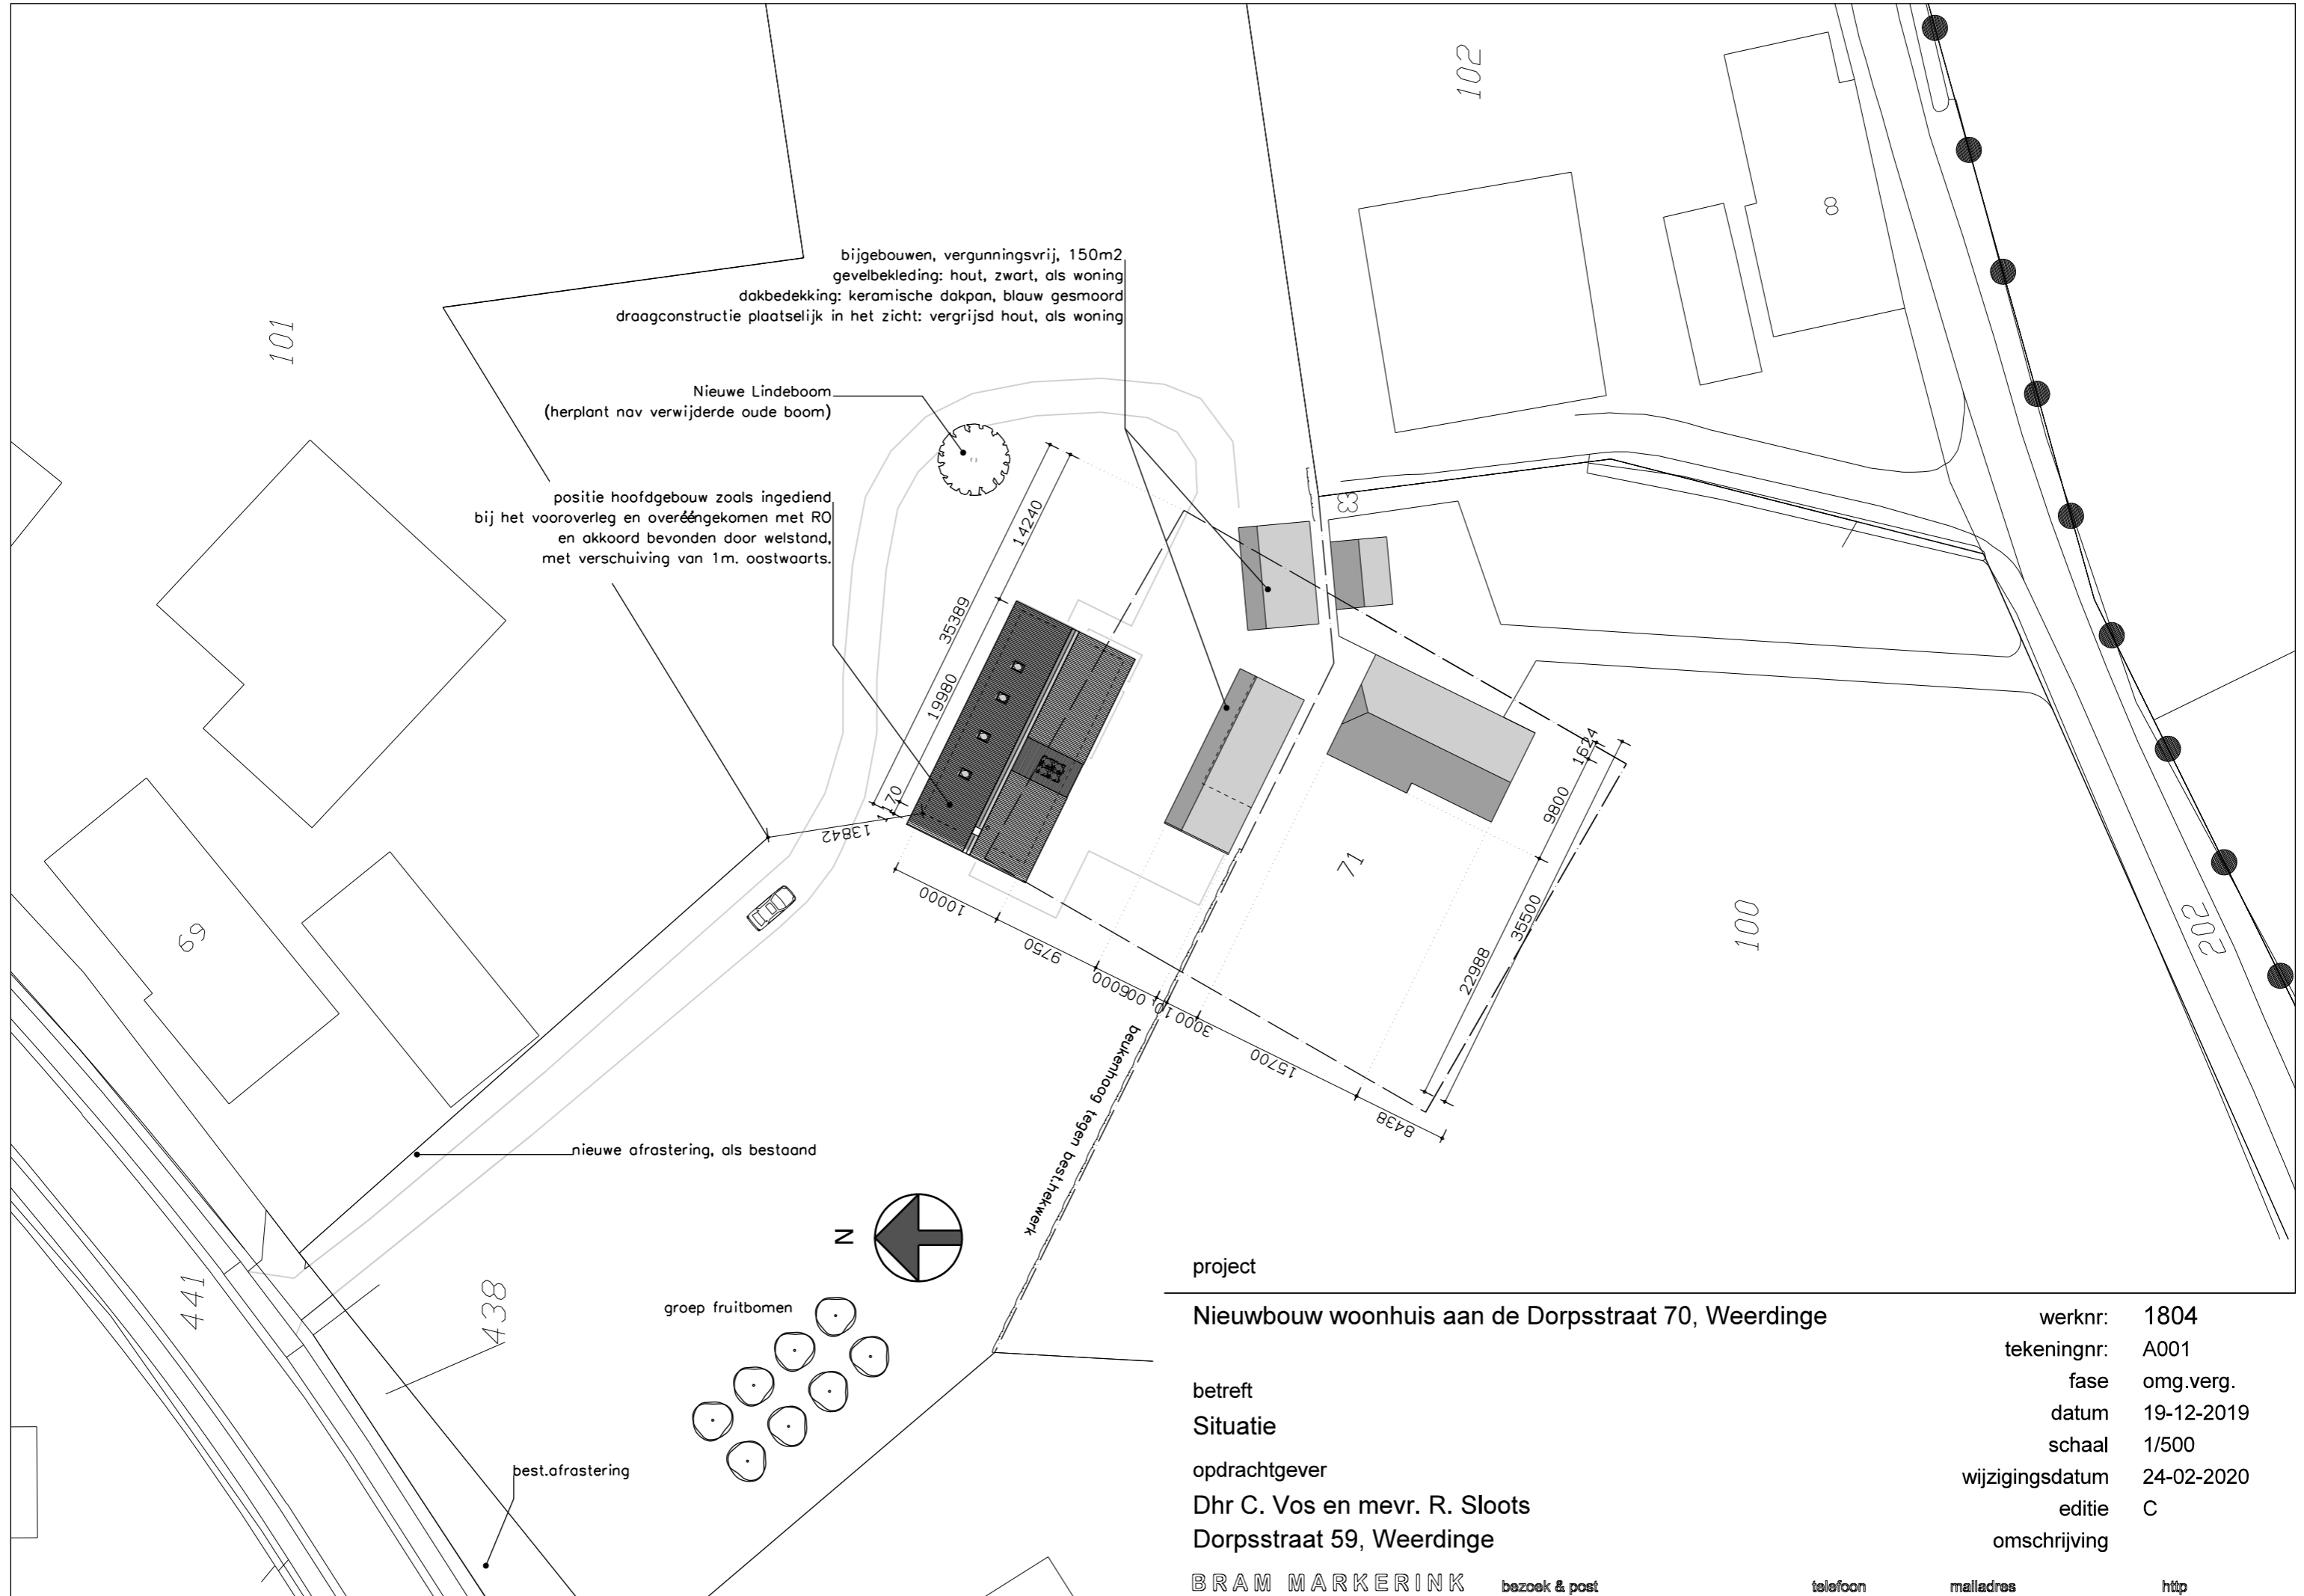 102
8
101
bijgebouwen, vergunningsvrij, 150m2
gevelbekleding: hout, zwart, als woning
dakbedekking: keramische dakpan, blauw gesmoord
draagconstructie plaatselijk in het zicht: vergrijsd hout, als woning
Nieuwe Lindeboom
(herplant nav verwijderde oude boom)
positie hoofdgebouw zoals ingediend
bij het vooroverleg en overééngekomen met RO
en akkoord bevonden door welstand,
met verschuiving van 1m. oostwaarts.
33
14240
35389
19980
1170
13842
10000
9750
6000
3000
15700
8438
1624
9800
35500
22988
71
100
202
69
beukenhaag tegen best.hekwerk
nieuwe afrastering, als bestaand
N
441
438
groep fruitbomen
best.afrastering
project
Nieuwbouw woonhuis aan de Dorpsstraat 70, Weerdinge
betreft
Situatie
opdrachtgever
Dhr C. Vos en mevr. R. Sloots
Dorpsstraat 59, Weerdinge
werknr: 1804
tekeningnr: A001
fase omg.verg.
datum 19-12-2019
schaal 1/500
wijzigingsdatum 24-02-2020
editie C
omschrijving
BRAM MARKERINK bezoek & post telefoon mailadres http